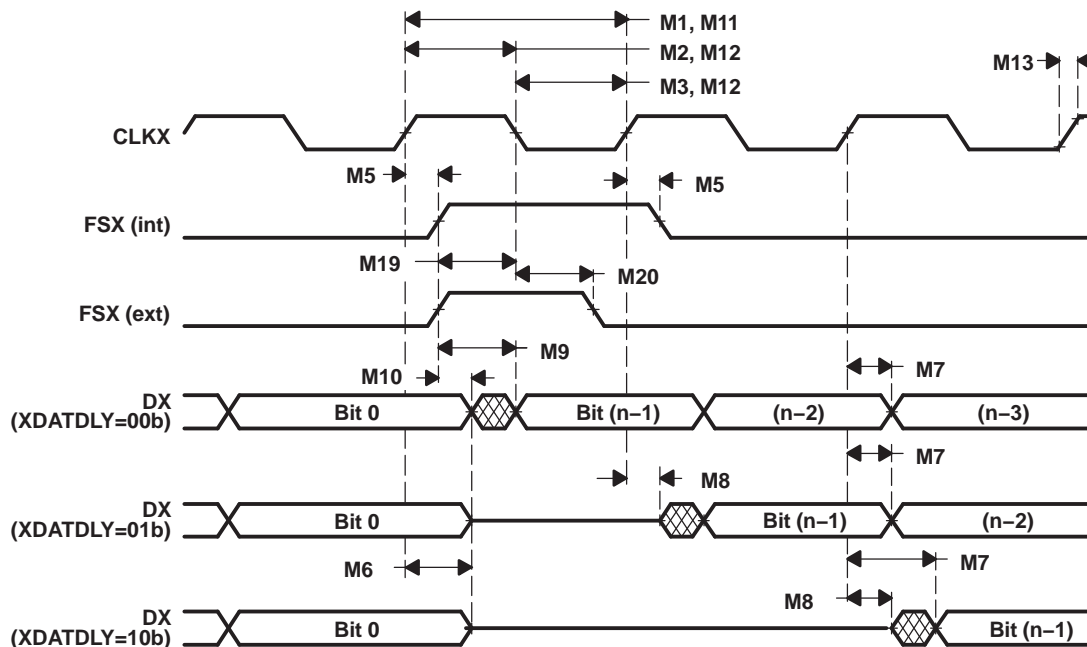 M1, M11
M2, M12
M13
M3, M12
CLKX
M5
M5
FSX (int)
M19
M20
FSX (ext)
M9
M10
M7
DX
(XDATDLY=00b)
Bit 0
Bit (n−1)
(n−2)
(n−3)
M7
M8
DX
(XDATDLY=01b)
Bit 0
Bit (n−1)
(n−2)
M6
M7
M8
DX
(XDATDLY=10b)
Bit 0
Bit (n−1)